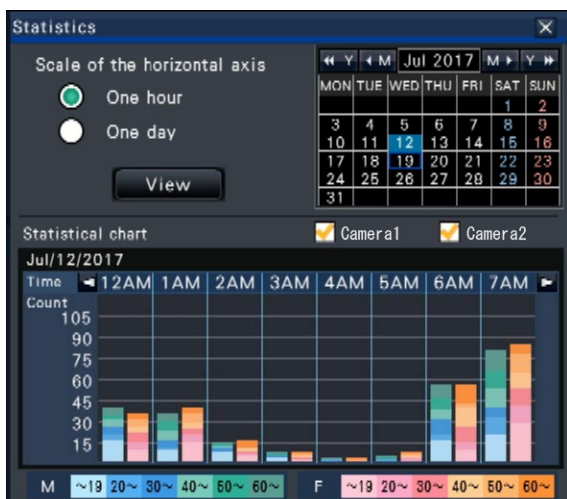 Statistics
Scale of the horizontal axis
One hour
One day
View
Y M Jul 2017 M Y
MON TUE WED THU FRI SAT SUN
1 2
3 4 5 6 7 8 9
10 11 12 13 14 15 16
17 18 19 20 21 22 23
24 25 26 27 28 29 30
31
Statistical chart
Camera1 Camera2
Jul/12/2017
Time 12AM 1AM 2AM 3AM 4AM 5AM 6AM 7AM
Count
105
90
75
60
45
30
15
M ~19 20~ 30~ 40~ 50~ 60~ F ~19 20~ 30~ 40~ 50~ 60~